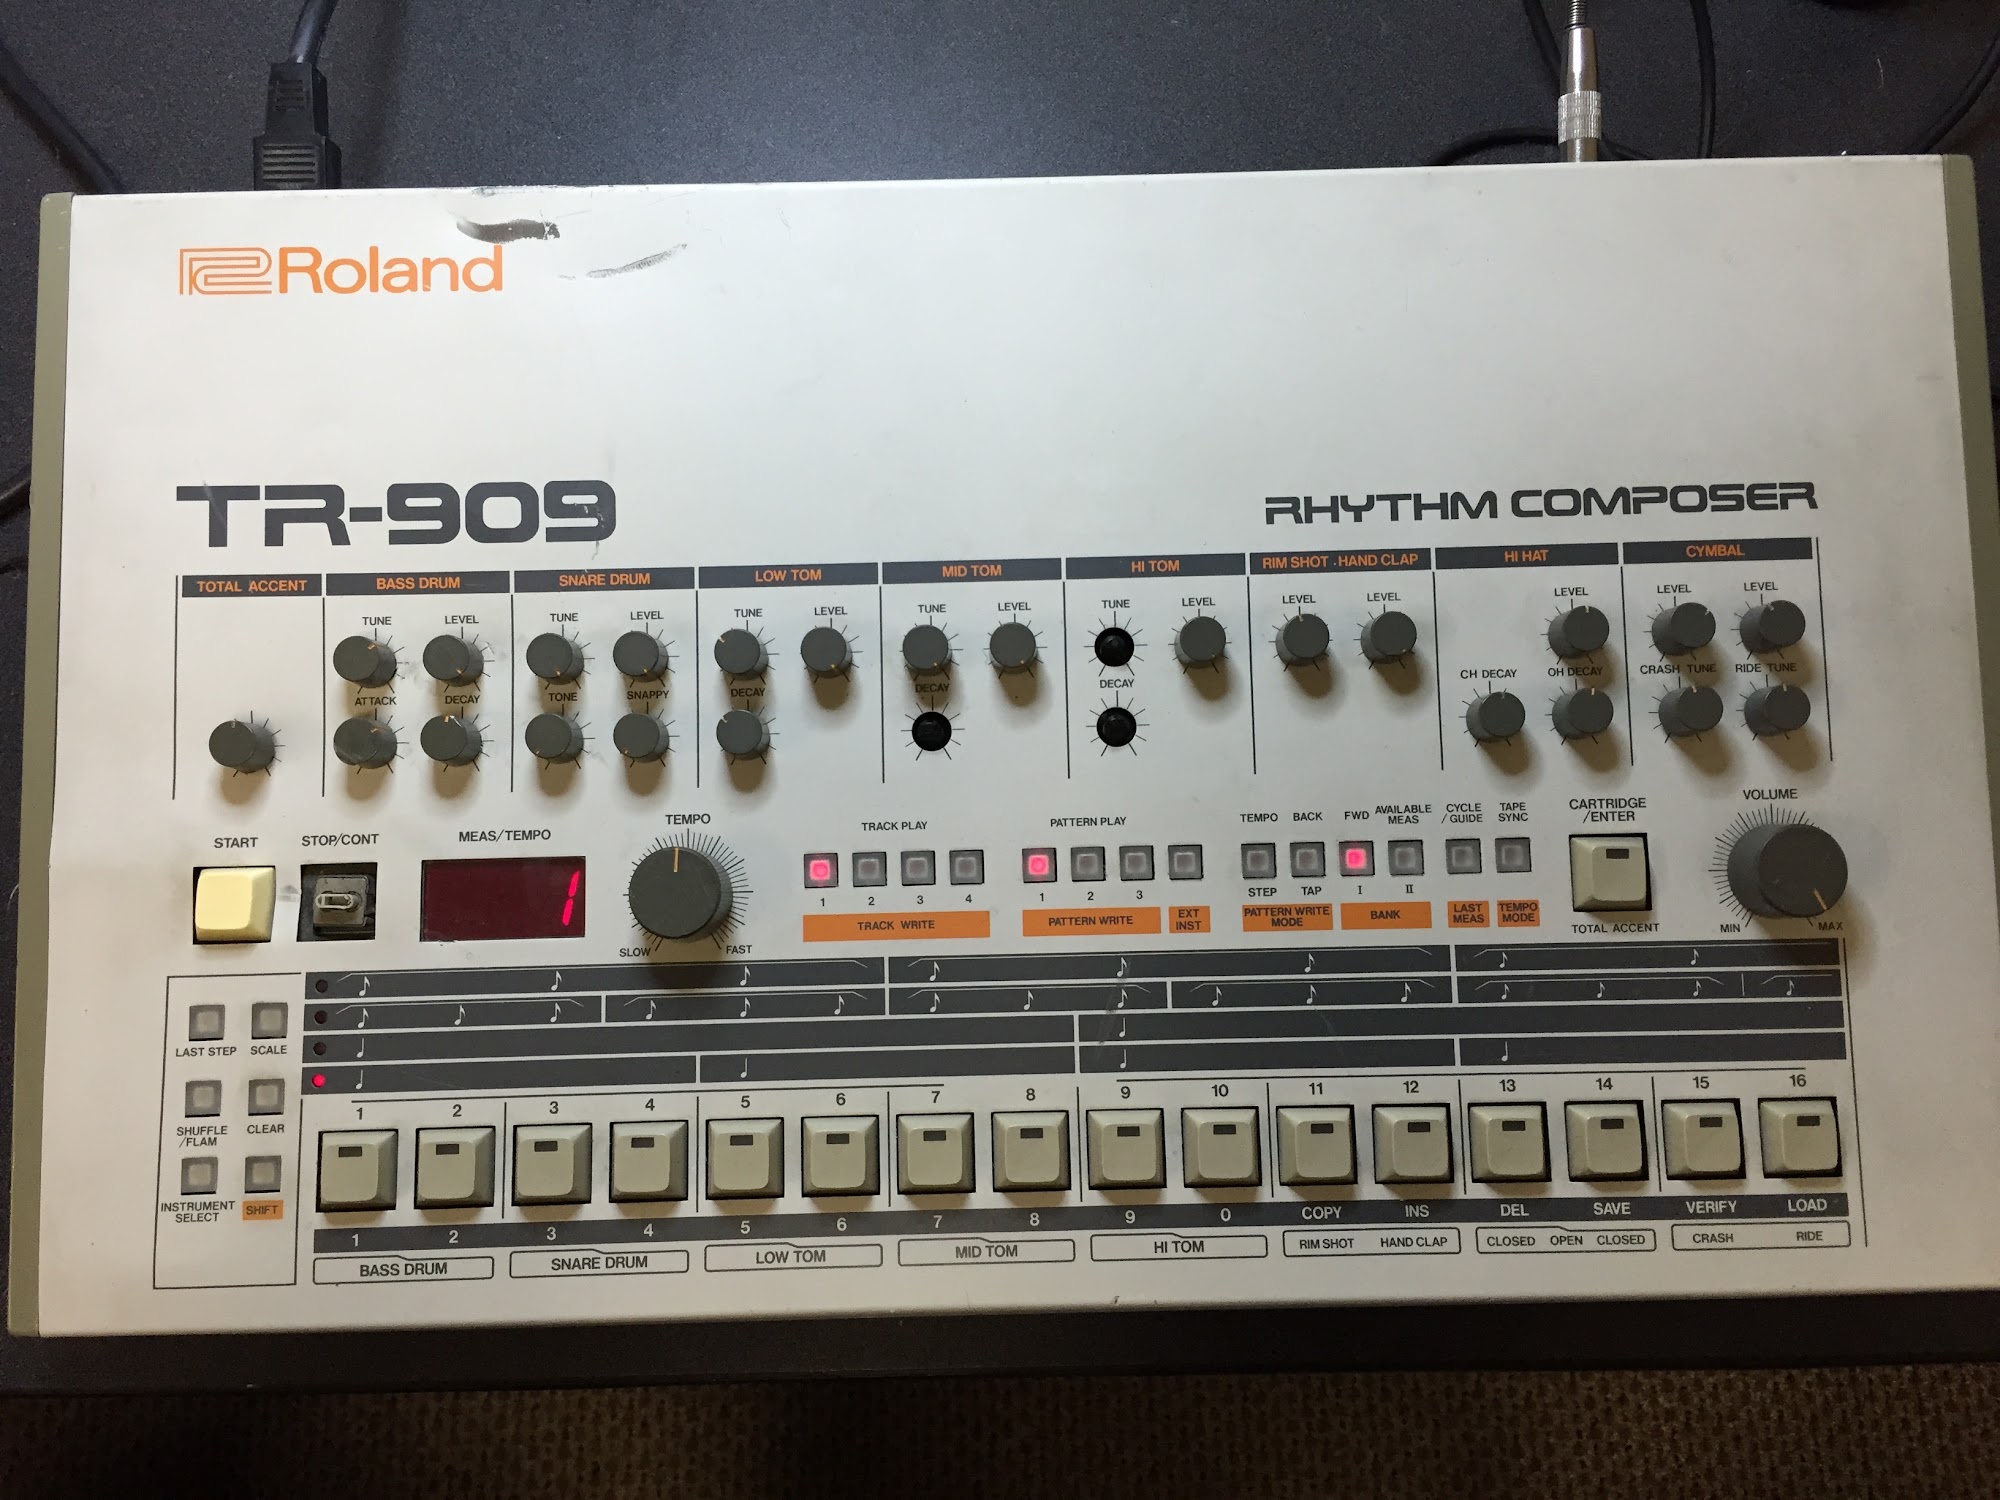 Roland
TR-909
RHYTHM COMPOSER
TOTAL ACCENT BASS DRUM SNARE DRUM LOW TOM MID TOM HI TOM RIM SHOT · HAND CLAP HI HAT CYMBAL
TUNE LEVEL TUNE LEVEL TUNE LEVEL TUNE LEVEL TUNE LEVEL LEVEL LEVEL LEVEL LEVEL LEVEL
ATTACK DECAY TONE SNAPPY DECAY DECAY DECAY CH DECAY OH DECAY CRASH TUNE RIDE TUNE
START STOP/CONT MEAS/TEMPO TEMPO TRACK PLAY PATTERN PLAY TEMPO BACK FWD AVAILABLE MEAS CYCLE /GUIDE TAPE SYNC CARTRIDGE /ENTER VOLUME
1
SLOW FAST
1 2 3 4 1 2 3 STEP TAP I II
TRACK WRITE PATTERN WRITE EXT INST PATTERN WRITE MODE BANK LAST MEAS TEMPO MODE TOTAL ACCENT MIN MAX
LAST STEP SCALE
SHUFFLE /FLAM CLEAR
INSTRUMENT SELECT SHIFT
1 2 3 4 5 6 7 8 9 10 11 12 13 14 15 16
1 2 3 4 5 6 7 8 9 0 COPY INS DEL SAVE VERIFY LOAD
BASS DRUM SNARE DRUM LOW TOM MID TOM HI TOM RIM SHOT HAND CLAP CLOSED OPEN CLOSED CRASH RIDE